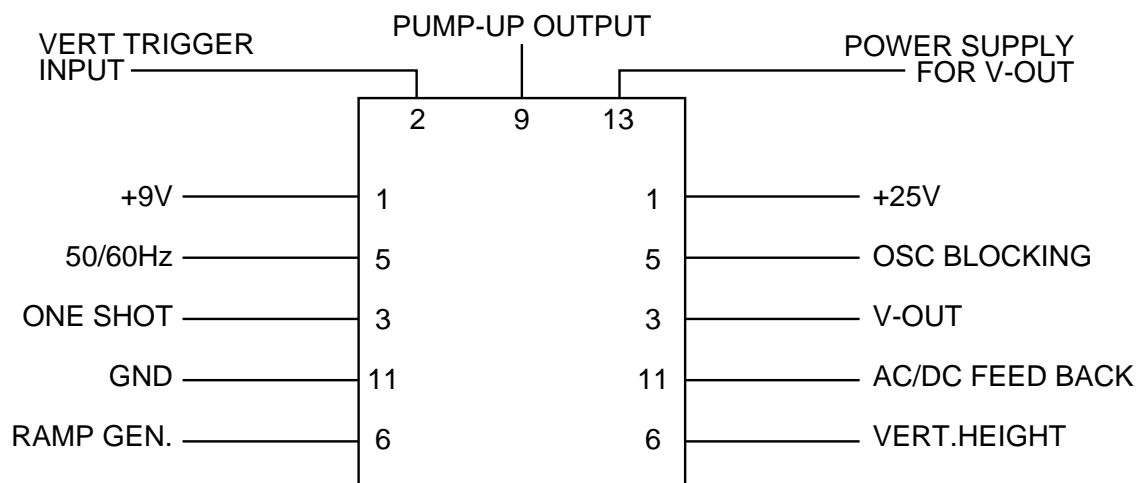 VERT TRIGGER
INPUT
PUMP-UP OUTPUT
POWER SUPPLY
FOR V-OUT
2 9 13
+9V 1 1 +25V
50/60Hz 5 5 OSC BLOCKING
ONE SHOT 3 3 V-OUT
GND 11 11 AC/DC FEED BACK
RAMP GEN. 6 6 VERT.HEIGHT